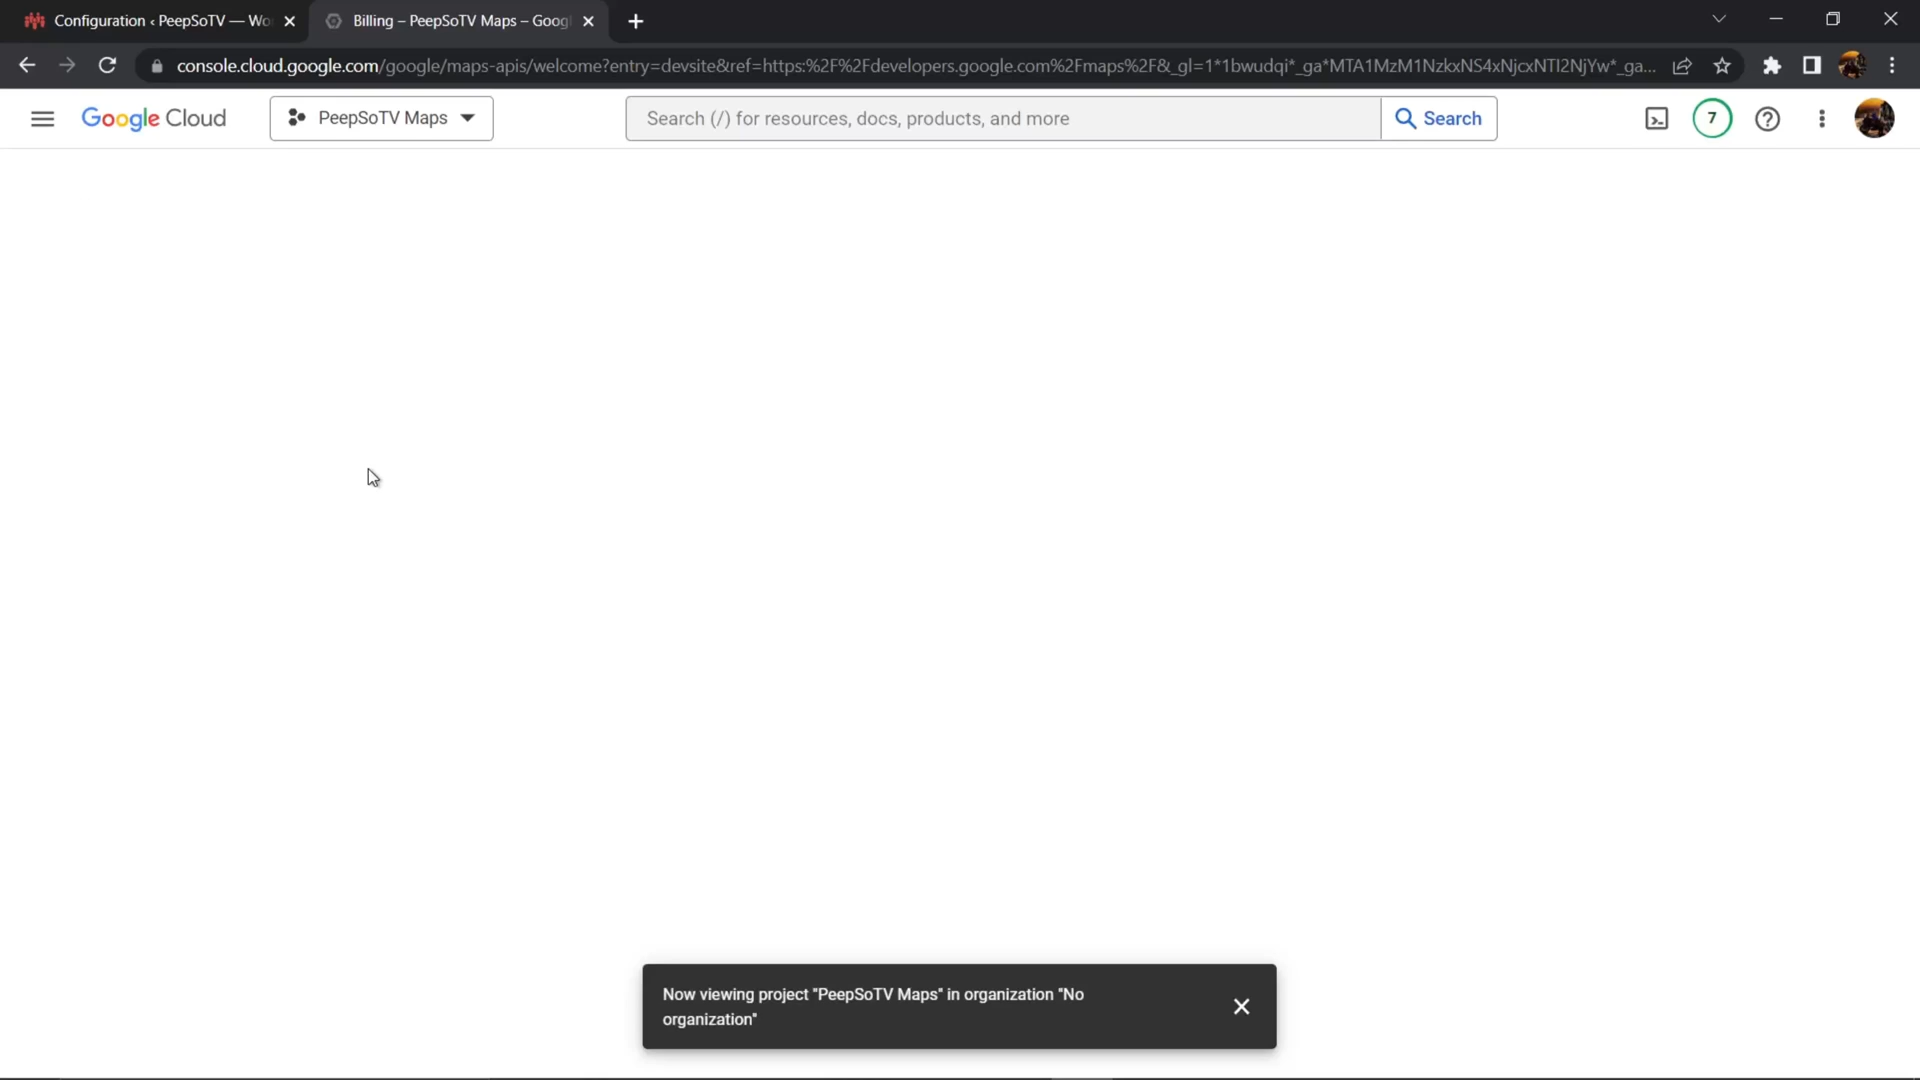 Configuration ‹ PeepSoTV — Wo
Billing – PeepSoTV Maps – Goog
console.cloud.google.com/google/maps-apis/welcome?entry=devsite&ref=https:%2F%2Fdevelopers.google.com%2Fmaps%2F&_gl=1*1bwudqi*_ga*MTA1MzM1NzkxNS4xNjcxNTI2NjYw*_ga...
Google Cloud
PeepSoTV Maps
Search (/) for resources, docs, products, and more
Search
7
Now viewing project "PeepSoTV Maps" in organization "No
organization"